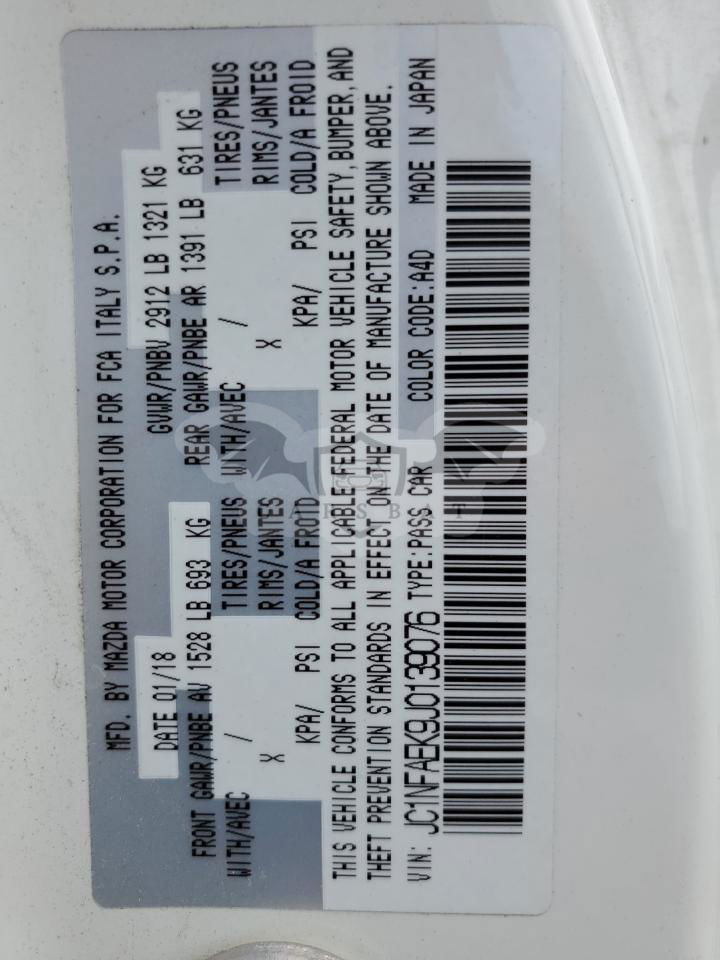 MFD. BY MAZDA MOTOR CORPORATION FOR FCA ITALY S.P.A.
DATE 01/18 GVWR/PNBV 2912 LB 1321 KG
FRONT GAWR/PNBE AV 1528 LB 693 KG REAR GAWR/PNBE AR 1391 LB 631 KG
WITH/AVEC / TIRES/PNEUS WITH/AVEC / TIRES/PNEUS
X RIMS/JANTES X RIMS/JANTES
KPA/ PSI COLD/A FROID KPA/ PSI COLD/A FROID
THIS VEHICLE CONFORMS TO ALL APPLICABLE FEDERAL MOTOR VEHICLE SAFETY, BUMPER, AND
THEFT PREVENTION STANDARDS IN EFFECT ON THE DATE OF MANUFACTURE SHOWN ABOVE.
VIN: JC1NFAEK9J0139076 TYPE:PASS CAR COLOR CODE:A4D MADE IN JAPAN